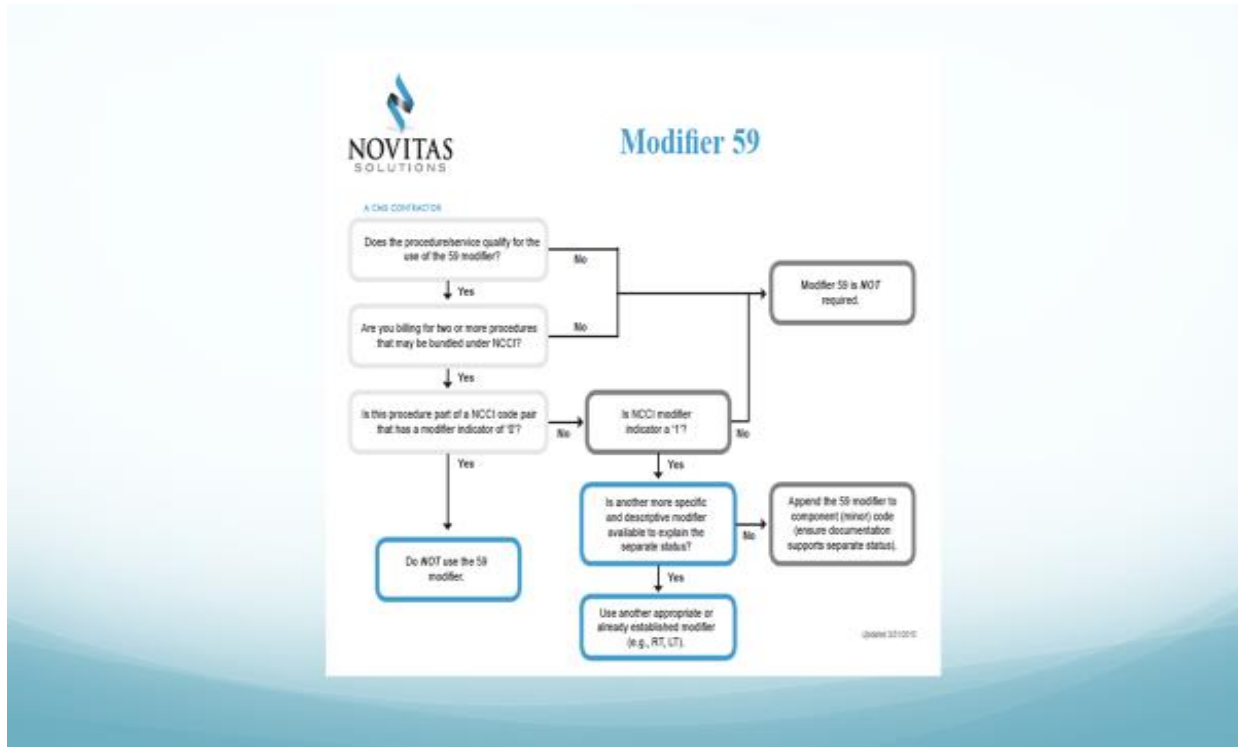 NOVITAS
SOLUTIONS
Modifier 59
A CMS CONTRACTOR
Does the procedure/service qualify for the
use of the 59 modifier?
No
Yes
Modifier 59 is NOT
required.
Are you billing for two or more procedures
that may be bundled under NCCI?
No
Yes
Is this procedure part of a NCCI code pair
that has a modifier indicator of '0'?
No
Is NCCI modifier
indicator a '1'?
No
Yes
Yes
Is another more specific
and descriptive modifier
available to explain the
separate status?
No
Append the 59 modifier to
component (minor) code
(ensure documentation
supports separate status).
Do NOT use the 59
modifier.
Yes
Use another appropriate or
already established modifier
(e.g., RT, LT).
Updated